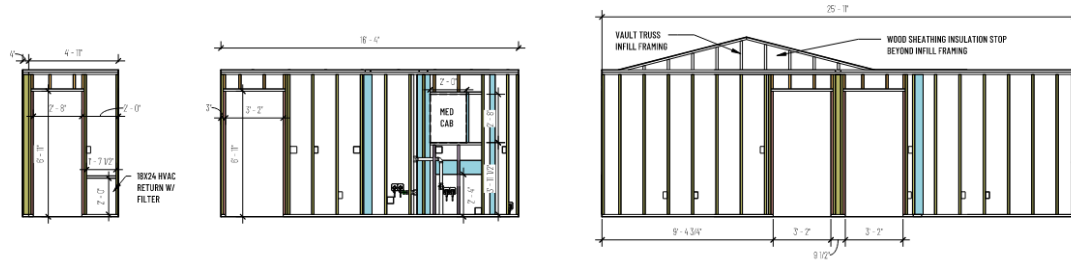 4"
4' - 11"
2' - 8"
2' - 0"
6' - 11"
1' - 7 1/2"
2' - 0"
18X24 HVAC
RETURN W/
FILTER
16' - 4"
3"
3' - 2"
6' - 11"
2' - 0"
MED
CAB
2' - 8"
3' - 11 1/2"
2' - 4"
25' - 11"
VAULT TRUSS
INFILL FRAMING
WOOD SHEATHING INSULATION STOP
BEYOND INFILL FRAMING
9' - 4 3/4"
3' - 2"
9 1/2"
3' - 2"